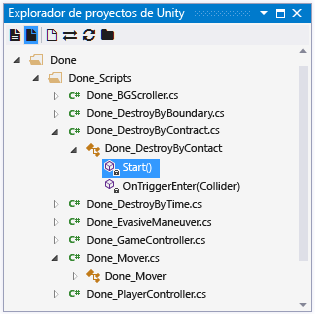 Explorador de proyectos de Unity
Done
Done_Scripts
C# Done_BGScroller.cs
C# Done_DestroyByBoundary.cs
C# Done_DestroyByContract.cs
Done_DestroyByContact
Start()
OnTriggerEnter(Collider)
C# Done_DestroyByTime.cs
C# Done_EvasiveManeuver.cs
C# Done_GameController.cs
C# Done_Mover.cs
Done_Mover
C# Done_PlayerController.cs